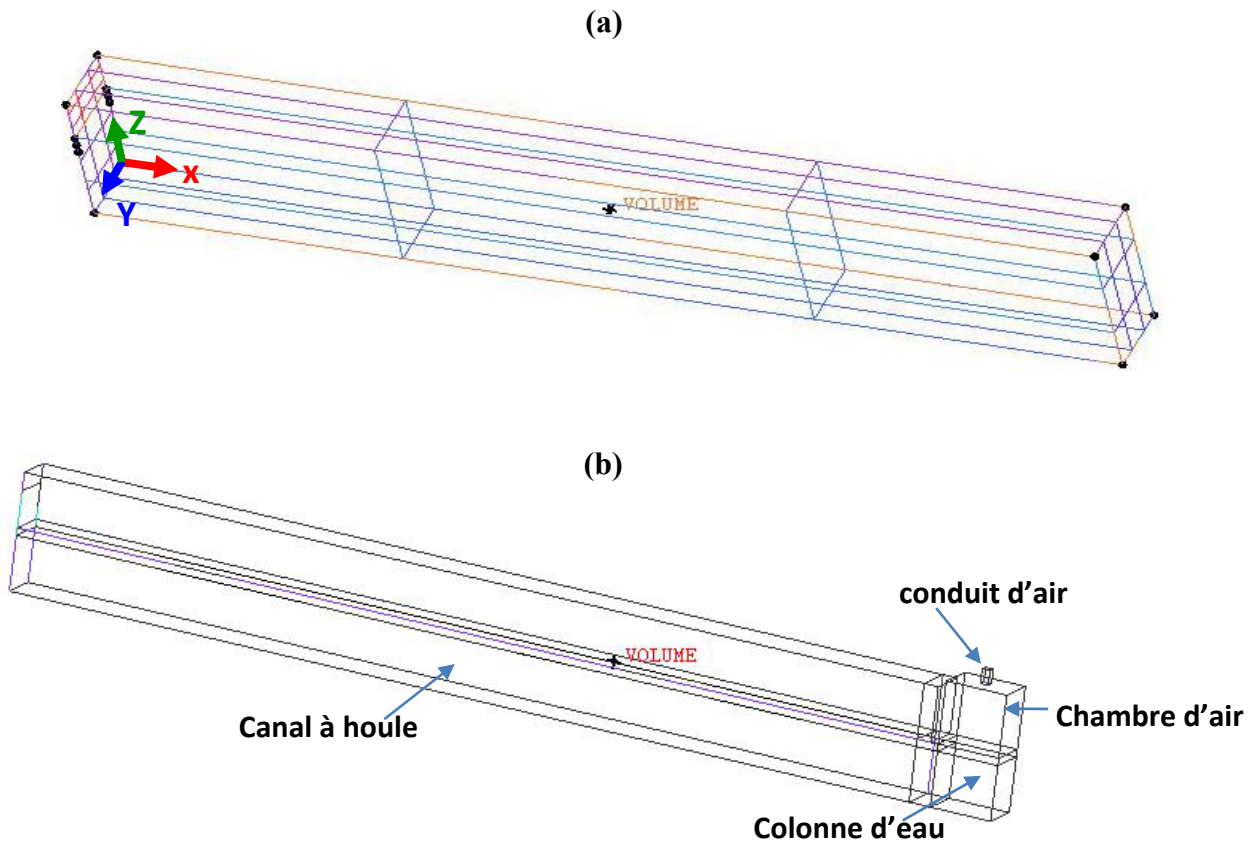 (a)
Z
x
Y
VOLUME
(b)
conduit d’air
VOLUME
Canal à houle
Chambre d’air
Colonne d’eau